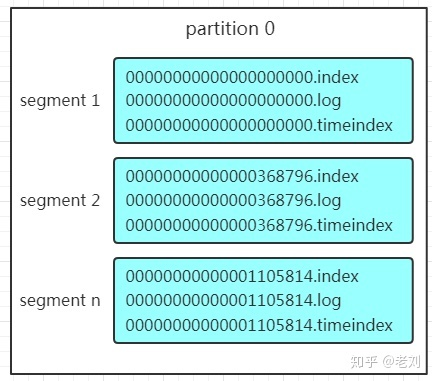 partition 0
segment 1
00000000000000000000.index
00000000000000000000.log
00000000000000000000.timeindex
segment 2
00000000000000368796.index
00000000000000368796.log
00000000000000368796.timeindex
segment n
00000000000001105814.index
00000000000001105814.log
00000000000001105814.timeindex
知乎 @老刘